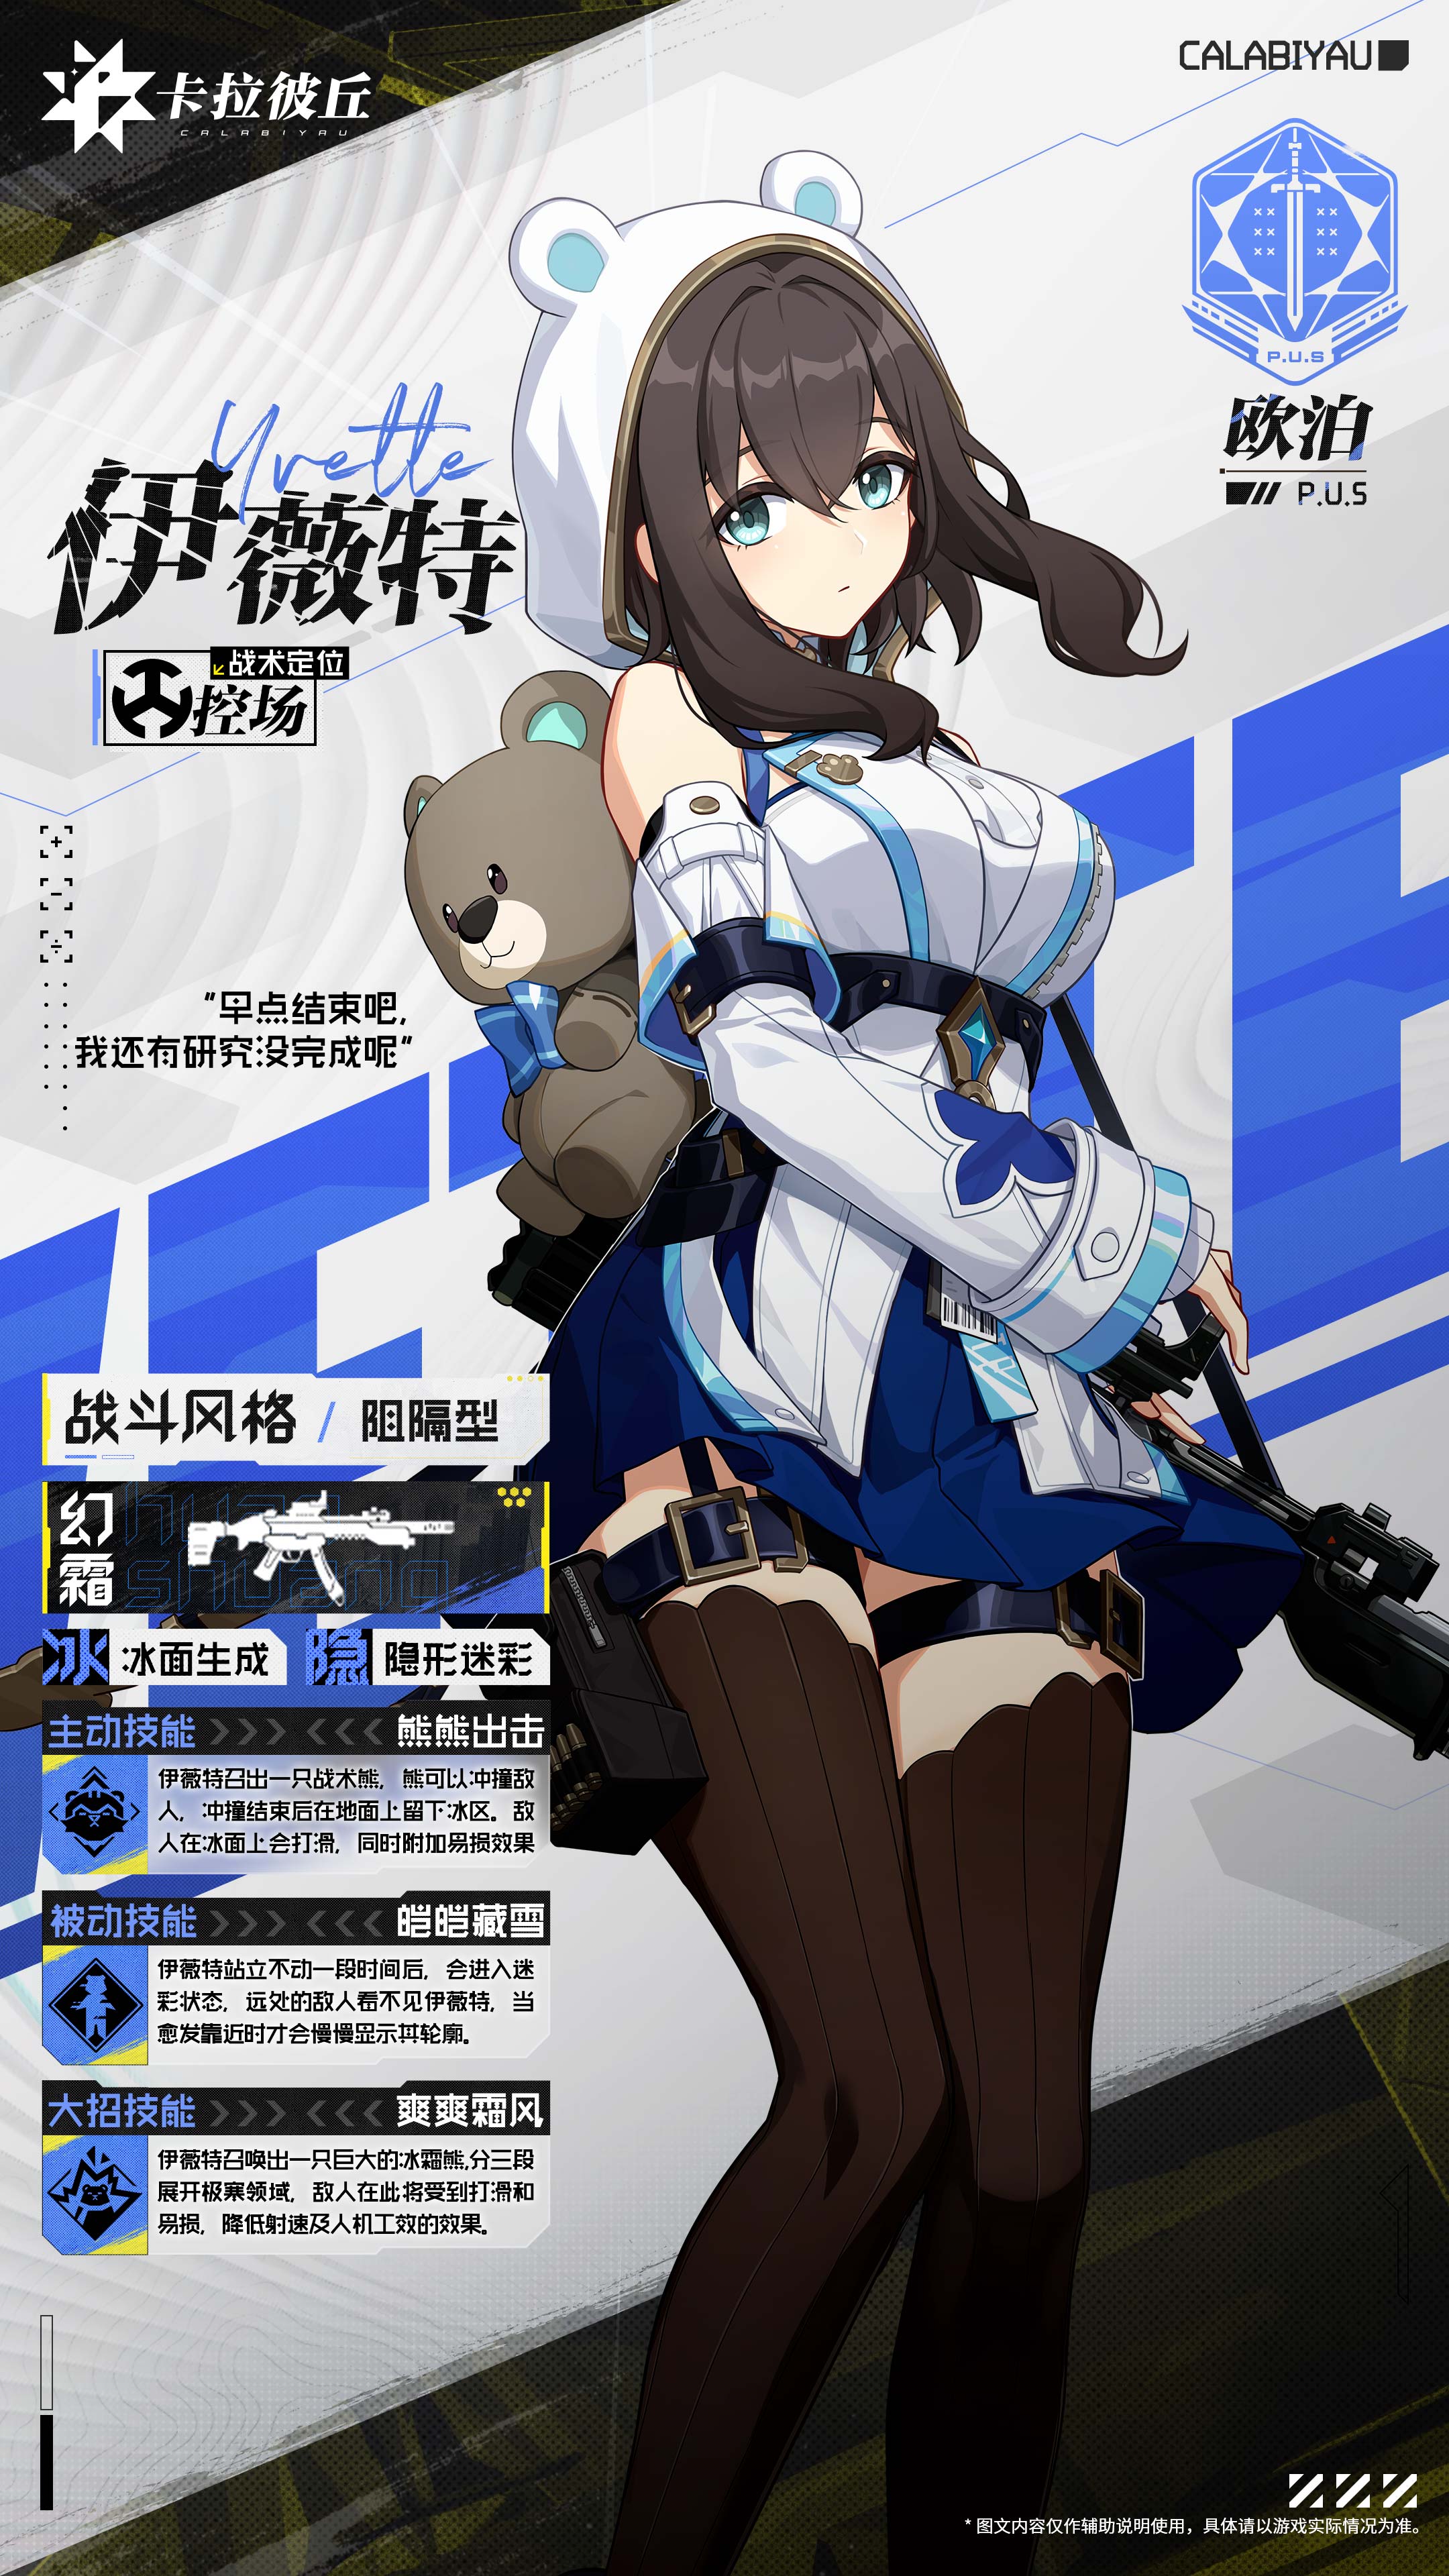 卡拉彼丘
CALABIYAU
CALABIYAU
P.U.S
欧泊
P.U.S
Yvette
伊薇特
战术定位
控场
"早点结束吧,
我还有研究没完成呢"
战斗风格 / 阻隔型
幻霜
huan
shuang
冰 冰面生成 隐 隐形迷彩
主动技能 熊熊出击
伊薇特召出一只战术熊,熊可以冲撞敌
人,冲撞结束后在地面上留下冰区。敌
人在冰面上会打滑,同时附加易损效果
被动技能 皑皑藏雪
伊薇特站立不动一段时间后,会进入迷
彩状态,远处的敌人看不见伊薇特,当
愈发靠近时才会慢慢显示其轮廓。
大招技能 爽爽霜风
伊薇特召唤出一只巨大的冰霜熊,分三段
展开极寒领域,敌人在此将受到打滑和
易损,降低射速及人机工效的效果。
* 图文内容仅作辅助说明使用,具体请以游戏实际情况为准。